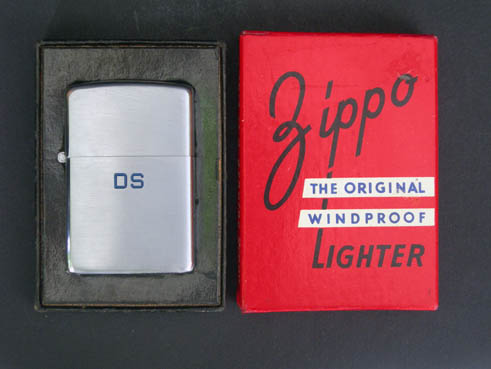 DS
Zippo
THE ORIGINAL
WINDPROOF
LIGHTER